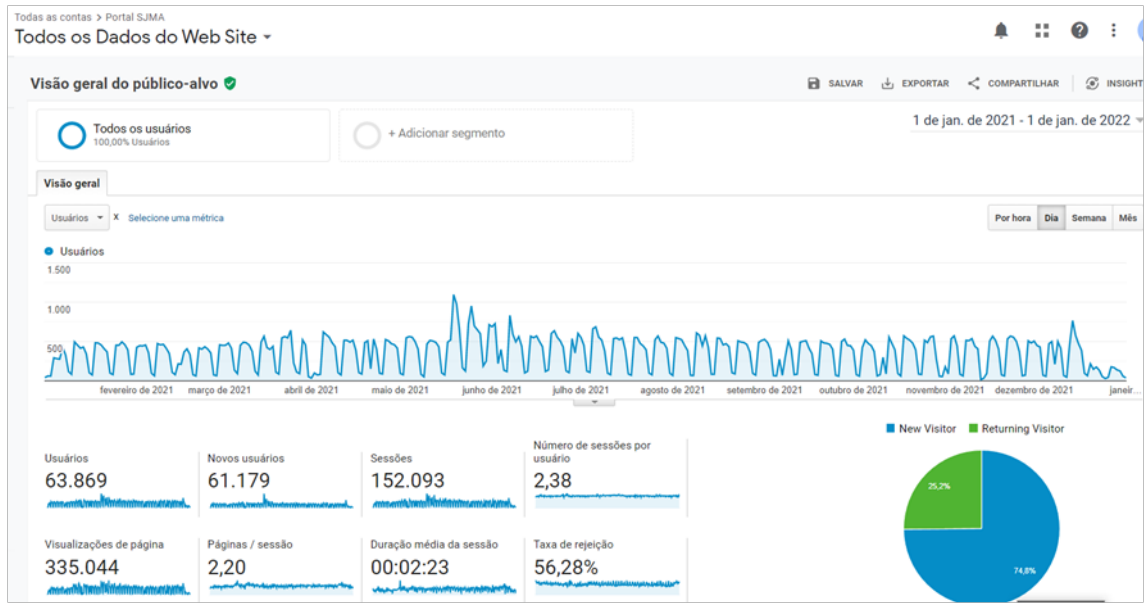 Todas as contas > Portal SJMA
Todos os Dados do Web Site
Visão geral do público-alvo
SALVAR EXPORTAR COMPARTILHAR INSIGHT
Todos os usuários
100,00% Usuários
+ Adicionar segmento
1 de jan. de 2021 - 1 de jan. de 2022
Visão geral
Usuários X Selecione uma métrica
Por hora Dia Semana Mês
Usuários
1.500
1.000
500
fevereiro de 2021 março de 2021 abril de 2021 maio de 2021 junho de 2021 julho de 2021 agosto de 2021 setembro de 2021 outubro de 2021 novembro de 2021 dezembro de 2021 janeir...
New Visitor Returning Visitor
Usuários
63.869
Novos usuários
61.179
Sessões
152.093
Número de sessões por
usuário
2,38
Visualizações de página
335.044
Páginas / sessão
2,20
Duração média da sessão
00:02:23
Taxa de rejeição
56,28%
25,2%
74,8%